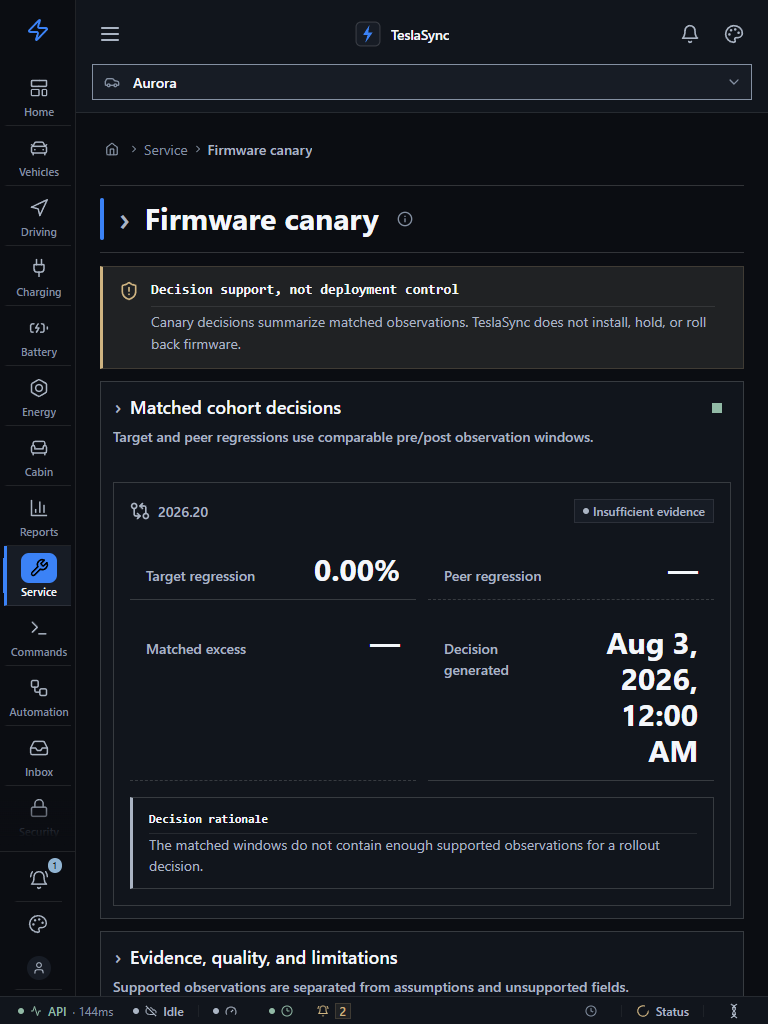 TeslaSync
Aurora
Home
Vehicles
Driving
Charging
Battery
Energy
Cabin
Reports
Service
Commands
Automation
Inbox
Security
1
Service
Firmware canary
Firmware canary
Decision support, not deployment control
Canary decisions summarize matched observations. TeslaSync does not install, hold, or roll
back firmware.
Matched cohort decisions
Target and peer regressions use comparable pre/post observation windows.
2026.20
Insufficient evidence
Target regression
0.00%
Peer regression
—
Matched excess
—
Decision
generated
Aug 3,
2026,
12:00
AM
Decision rationale
The matched windows do not contain enough supported observations for a rollout
decision.
Evidence, quality, and limitations
Supported observations are separated from assumptions and unsupported fields.
API · 144ms
Idle
2
Status